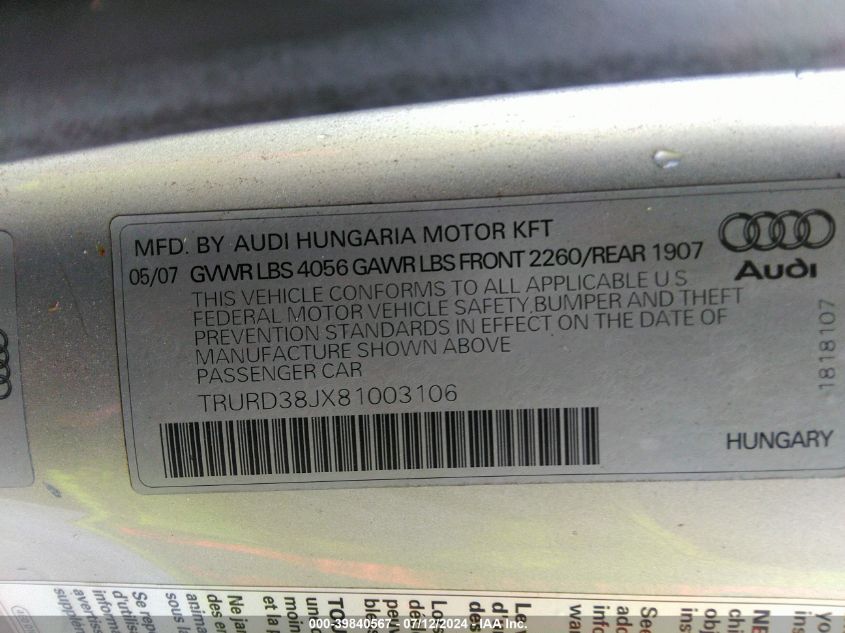 MFD. BY AUDI HUNGARIA MOTOR KFT
05/07 GVWR LBS 4056 GAWR LBS FRONT 2260/REAR 1907
THIS VEHICLE CONFORMS TO ALL APPLICABLE U S
FEDERAL MOTOR VEHICLE SAFETY,BUMPER AND THEFT
PREVENTION STANDARDS IN EFFECT ON THE DATE OF
MANUFACTURE SHOWN ABOVE
PASSENGER CAR
TRURD38JX81003106
Audi
1818107
HUNGARY
000-39840567 - 07/12/2024 - IAA Inc.